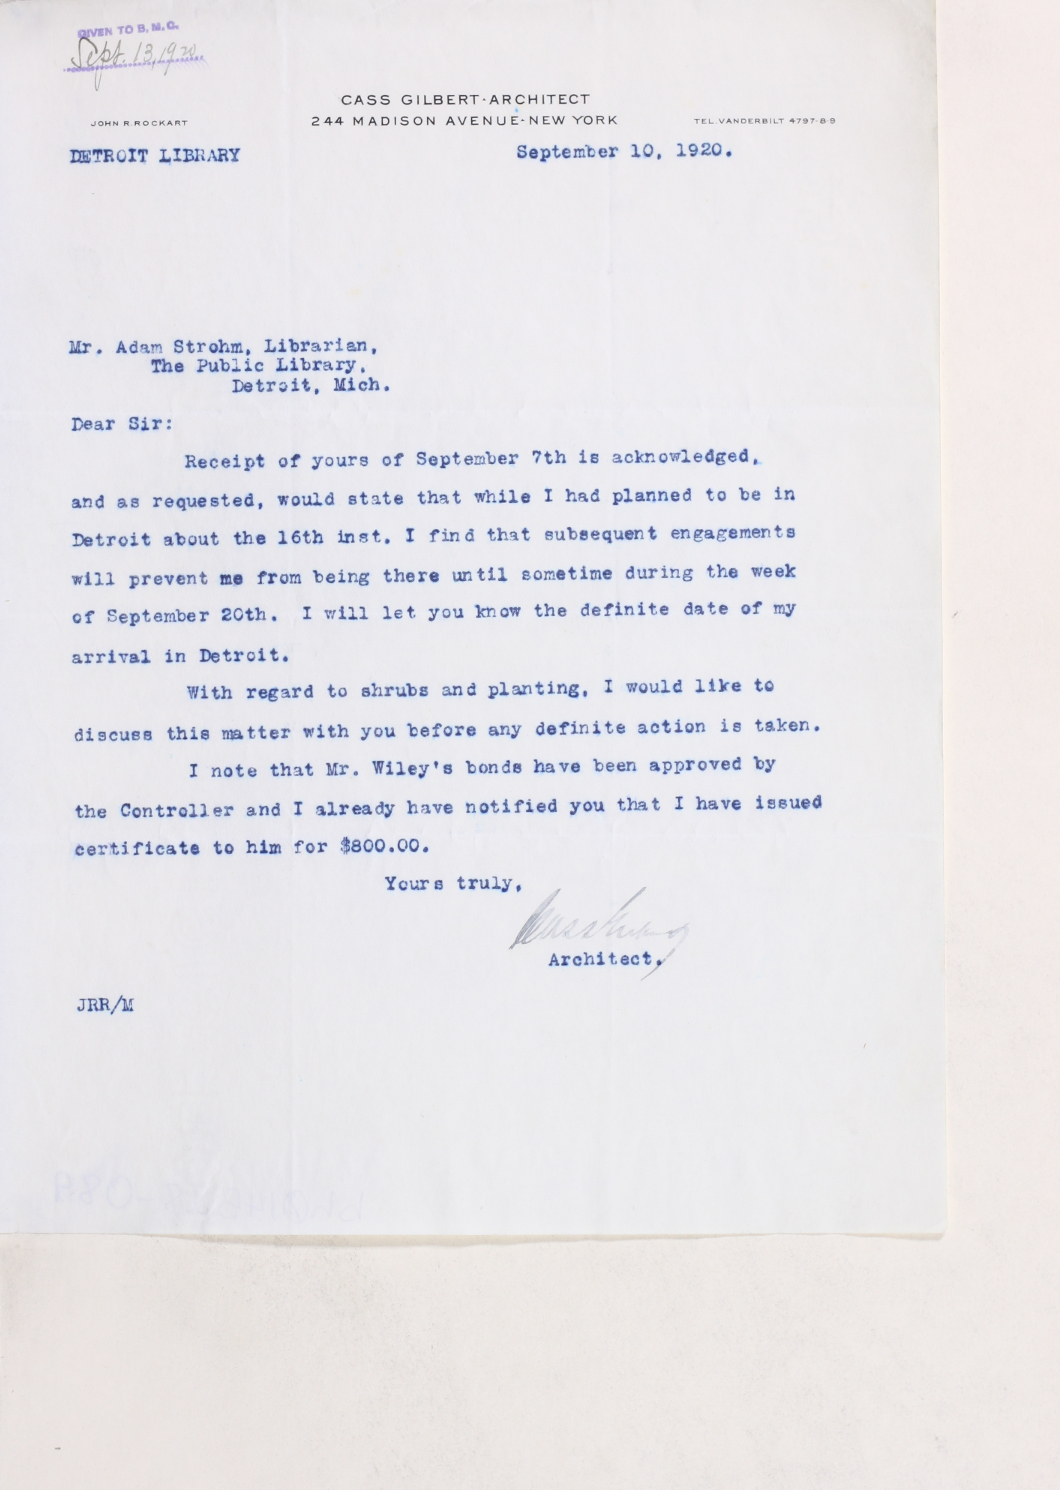 GIVEN TO B. M. C.
Sept. 13, 1920
CASS GILBERT-ARCHITECT
244 MADISON AVENUE-NEW YORK
JOHN R. ROCKART
TEL. VANDERBILT 4797-8-9
DETROIT LIBRARY
September 10, 1920.
Mr. Adam Strohm, Librarian,
The Public Library,
Detroit, Mich.
Dear Sir:
Receipt of yours of September 7th is acknowledged,
and as requested, would state that while I had planned to be in
Detroit about the 16th inst. I find that subsequent engagements
will prevent me from being there until sometime during the week
of September 20th. I will let you know the definite date of my
arrival in Detroit.
With regard to shrubs and planting, I would like to
discuss this matter with you before any definite action is taken.
I note that Mr. Wiley's bonds have been approved by
the Controller and I already have notified you that I have issued
certificate to him for $800.00.
Yours truly,
Architect.
JRR/M